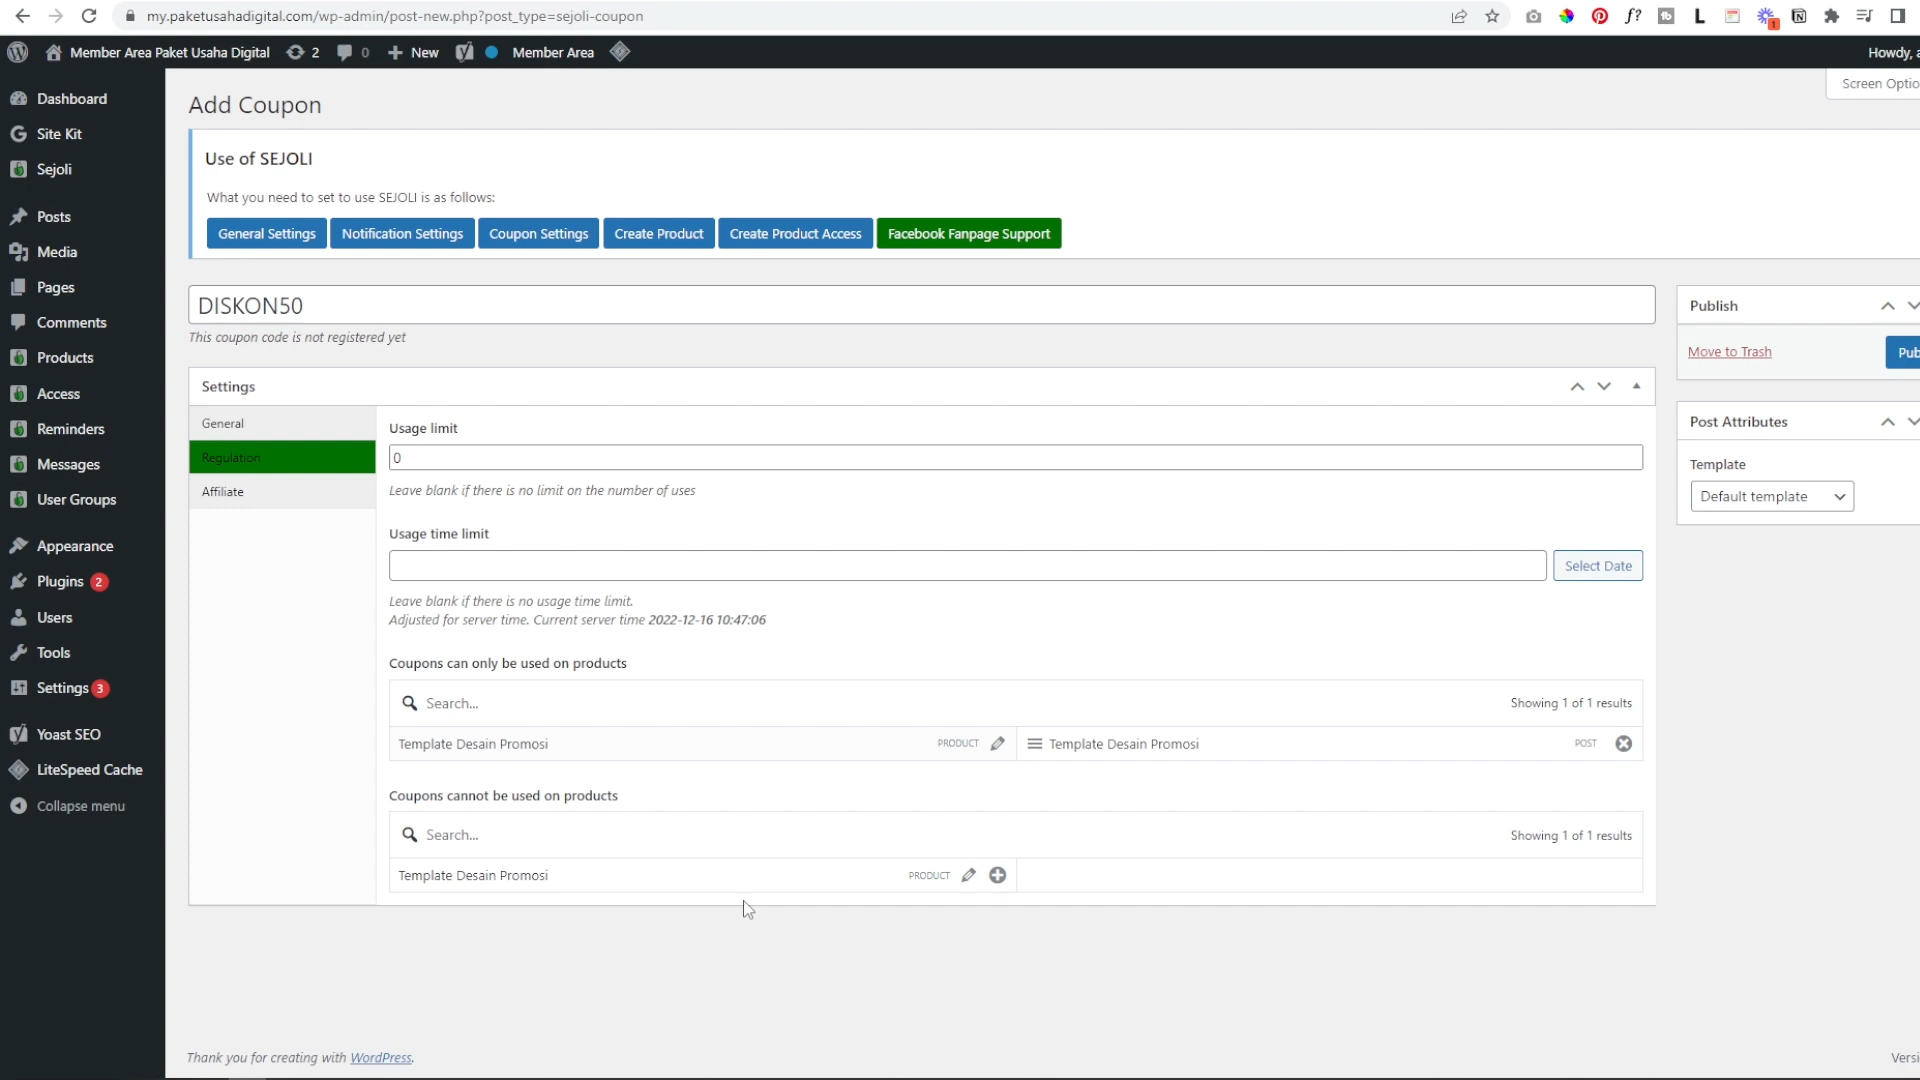 my.paketusahadigital.com/wp-admin/post-new.php?post_type=sejoli-coupon
Member Area Paket Usaha Digital 2 0 New Member Area Howdy, a
Screen Optio
Dashboard
Site Kit
Sejoli
Posts
Media
Pages
Comments
Products
Access
Reminders
Messages
User Groups
Appearance
Plugins 2
Users
Tools
Settings 3
Yoast SEO
LiteSpeed Cache
Collapse menu
Add Coupon
Use of SEJOLI
What you need to set to use SEJOLI is as follows:
General Settings Notification Settings Coupon Settings Create Product Create Product Access Facebook Fanpage Support
DISKON50
This coupon code is not registered yet
Settings
General
Regulation
Affiliate
Usage limit
0
Leave blank if there is no limit on the number of uses
Usage time limit
Select Date
Leave blank if there is no usage time limit.
Adjusted for server time. Current server time 2022-12-16 10:47:06
Coupons can only be used on products
Search... Showing 1 of 1 results
Template Desain Promosi PRODUCT Template Desain Promosi POST
Coupons cannot be used on products
Search... Showing 1 of 1 results
Template Desain Promosi PRODUCT
Publish
Move to Trash Pub
Post Attributes
Template
Default template
Thank you for creating with WordPress. Versi